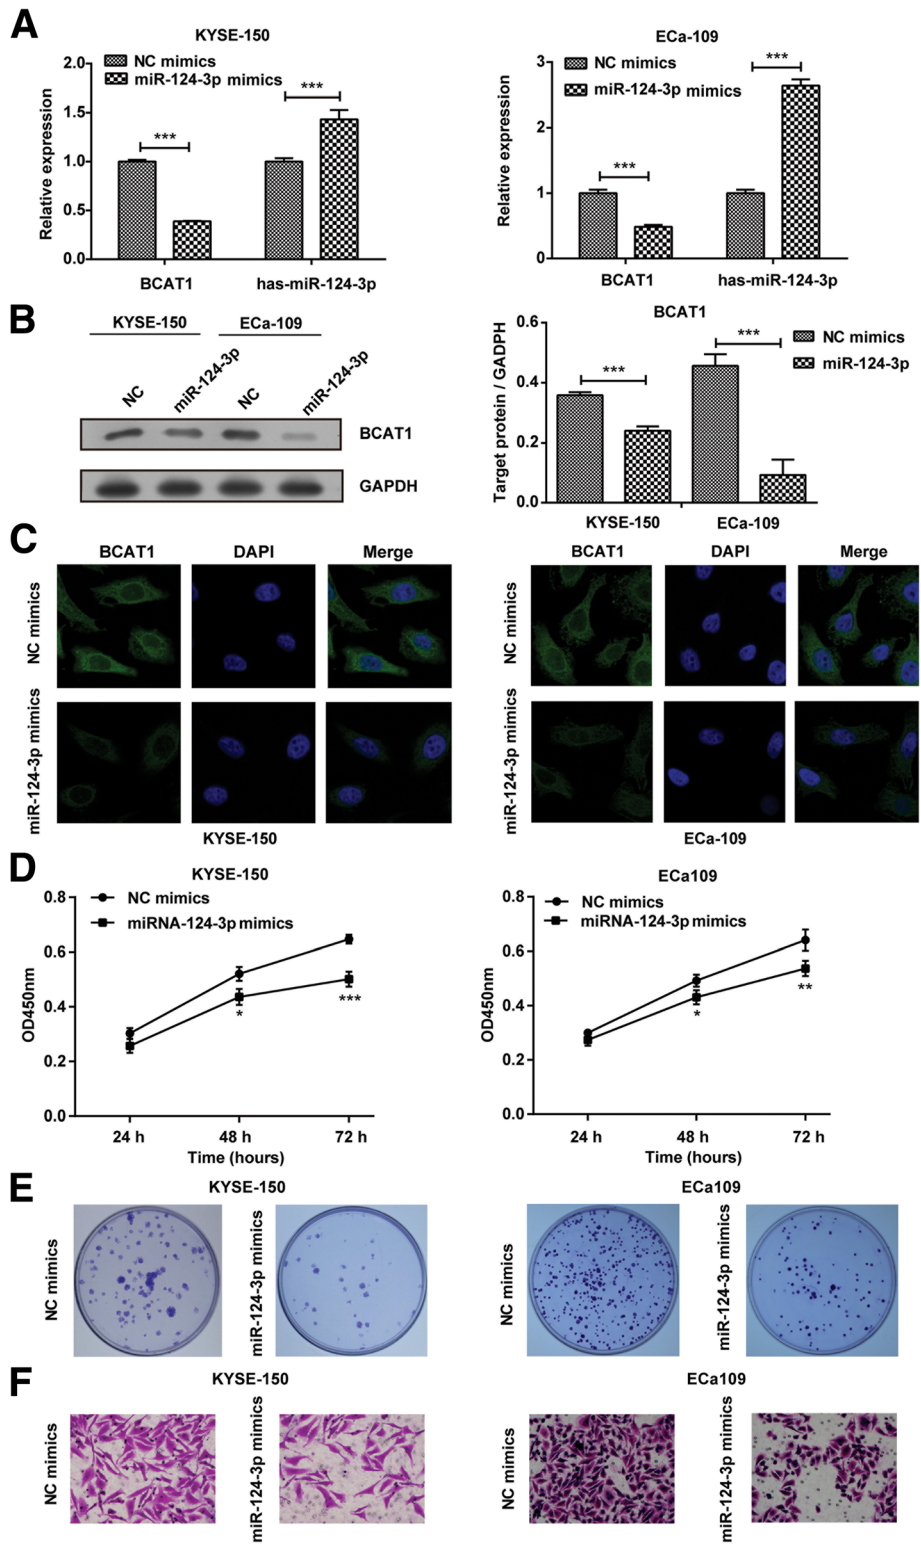 A
KYSE-150
NC mimics
miR-124-3p mimics
Relative expression
2.0
1.5
1.0
0.5
0.0
***
***
BCAT1
has-miR-124-3p
ECa-109
NC mimics
miR-124-3p mimics
Relative expression
3
2
1
0
***
***
BCAT1
has-miR-124-3p
B
KYSE-150
ECa-109
NC
miR-124-3p
NC
miR-124-3p
BCAT1
GAPDH
BCAT1
NC mimics
miR-124-3p
Target protein / GADPH
0.6
0.4
0.2
0.0
***
***
KYSE-150
ECa-109
C
BCAT1
DAPI
Merge
NC mimics
miR-124-3p mimics
KYSE-150
BCAT1
DAPI
Merge
NC mimics
miR-124-3p mimics
ECa-109
D
KYSE-150
NC mimics
miRNA-124-3p mimics
OD450nm
0.8
0.6
0.4
0.2
0.0
*
***
24 h
48 h
72 h
Time (hours)
ECa109
NC mimics
miRNA-124-3p mimics
OD450nm
0.8
0.6
0.4
0.2
0.0
*
**
24 h
48 h
72 h
Time (hours)
E
KYSE-150
NC mimics
miR-124-3p mimics
ECa109
NC mimics
miR-124-3p mimics
F
KYSE-150
NC mimics
miR-124-3p mimics
ECa109
NC mimics
miR-124-3p mimics